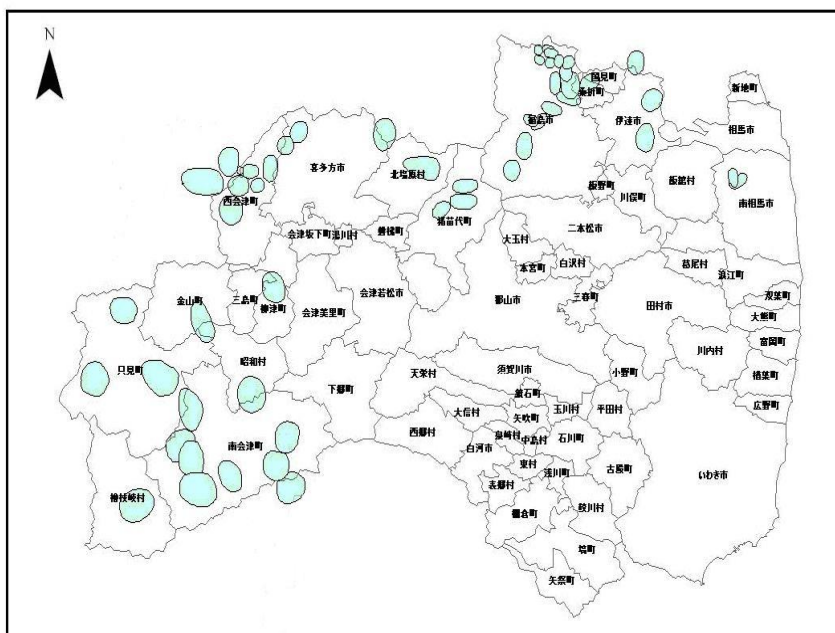 N
国見町
桑折町
新地町
福島市
伊達市
相馬市
喜多方市
北塩原村
飯舘村
飯野町
川俣町
南相馬市
西会津町
猪苗代町
会津坂下町
湯川村
磐梯町
大玉村
二本松市
本宮町
白沢村
葛尾村
浪江町
双葉町
金山町
三島町
柳津町
会津美里町
会津若松市
郡山市
三春町
田村市
大熊町
富岡町
川内村
楢葉町
広野町
只見町
昭和村
下郷町
天栄村
須賀川市
小野町
鏡石町
大信村
矢吹町
玉川村
平田村
西郷村
白河市
泉崎村
中島村
石川町
古殿町
いわき市
南会津町
東村
浅川町
表郷村
棚倉町
鮫川村
檜枝岐村
塙町
矢祭町